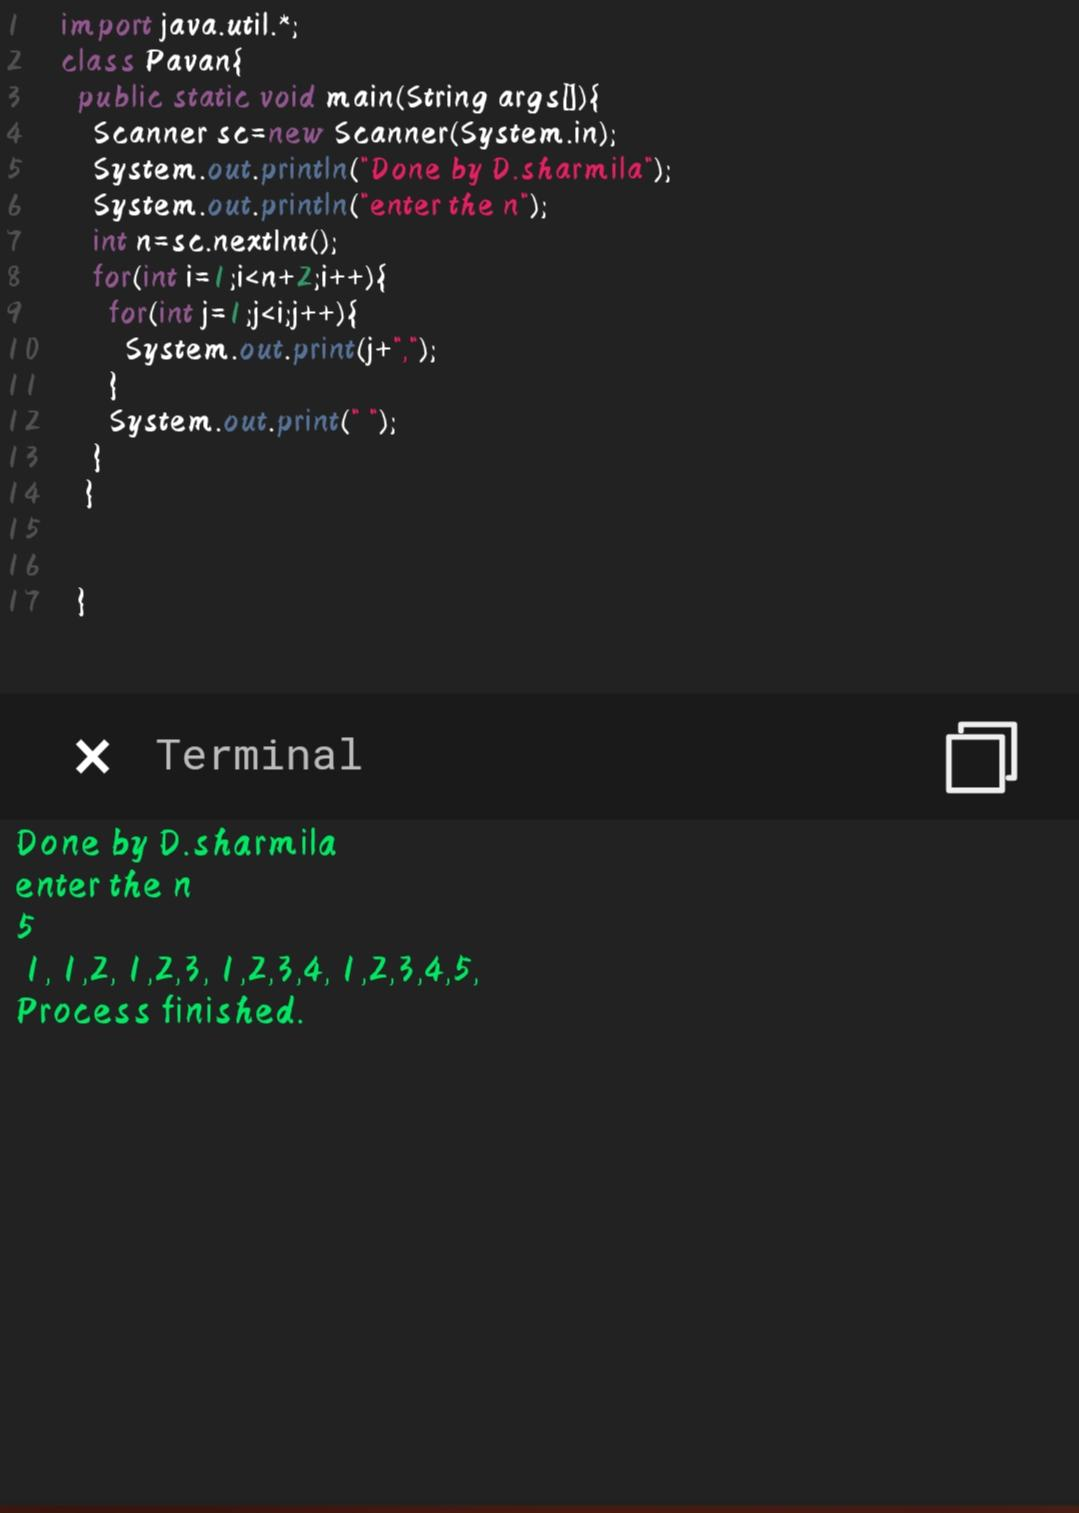 1 import java.util.*;
2 class Pavan{
3 public static void main(String args[]){
4 Scanner sc=new Scanner(System.in);
5 System.out.println("Done by D.sharmila");
6 System.out.println("enter the n");
7 int n=sc.nextInt();
8 for(int i=1;i<n+2;i++){
9 for(int j=1;j<i;j++){
10 System.out.print(j+",");
11 }
12 System.out.print(" ");
13 }
14 }
15
16
17 }
Terminal
Done by D.sharmila
enter the n
5
1, 1,2, 1,2,3, 1,2,3,4, 1,2,3,4,5,
Process finished.